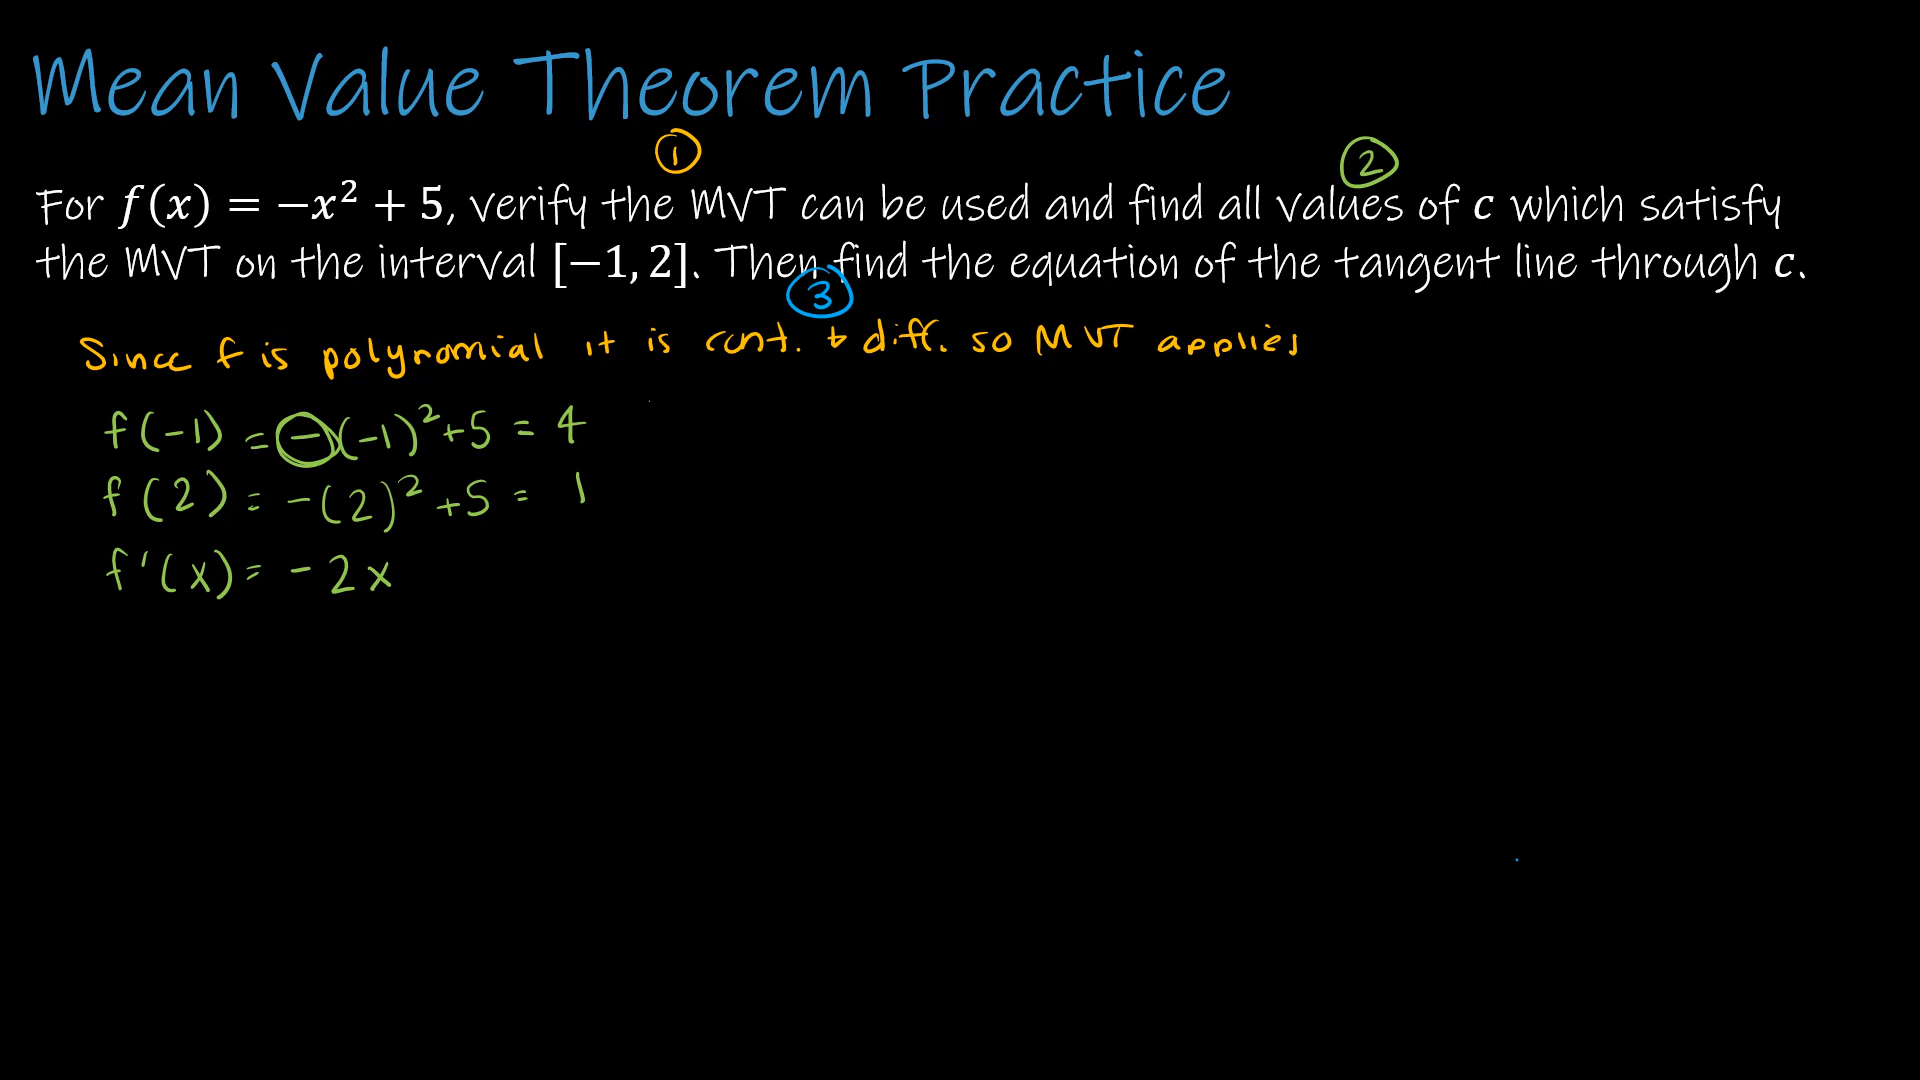 Mean Value Theorem Practice
1
2
For f(x) = −x² + 5, verify the MVT can be used and find all values of c which satisfy
the MVT on the interval [−1, 2]. Then find the equation of the tangent line through c.
3
Since f is polynomial it is cont. & diff. so MVT applies
f(-1) = -(-1)² + 5 = 4
f(2) = -(2)² + 5 = 1
f'(x) = -2x